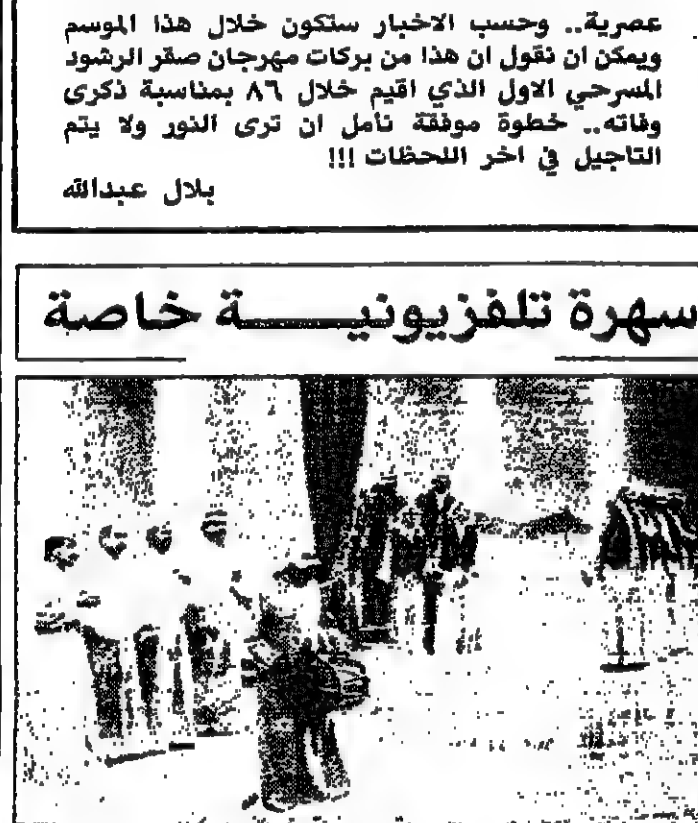 عصرية.. وحسب الاخبار ستكون خلال هذا الموسم
ويمكن ان نقول ان هذا من بركات مهرجان صقر الرشود
المسرحي الاول الذي اقيم خلال ٨٦ بمناسبة ذكرى
وفاته.. خطوة موفقة نأمل ان ترى النور ولا يتم
التاجيل في اخر اللحظات !!!
بلال عبدالله
سهرة تلفزيونيـــــة خاصة